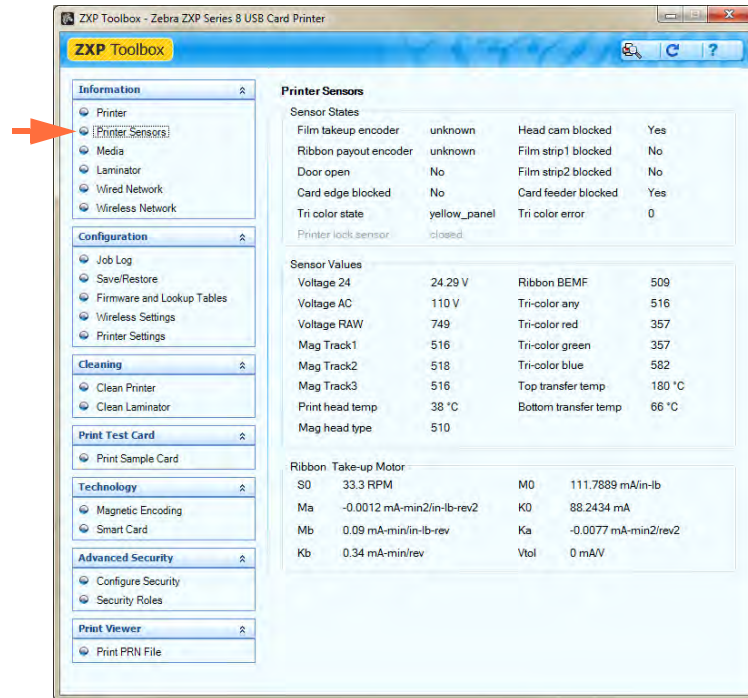 ZXP Toolbox - Zebra ZXP Series 8 USB Card Printer
ZXP Toolbox
?
Information
Printer
Printer Sensors
Media
Laminator
Wired Network
Wireless Network
Configuration
Job Log
Save/Restore
Firmware and Lookup Tables
Wireless Settings
Printer Settings
Cleaning
Clean Printer
Clean Laminator
Print Test Card
Print Sample Card
Technology
Magnetic Encoding
Smart Card
Advanced Security
Configure Security
Security Roles
Print Viewer
Print PRN File
Printer Sensors
Sensor States
Film takeup encoder unknown Head cam blocked Yes
Ribbon payout encoder unknown Film strip1 blocked No
Door open No Film strip2 blocked No
Card edge blocked No Card feeder blocked Yes
Tri color state yellow_panel Tri color error 0
Printer lock sensor closed
Sensor Values
Voltage 24 24.29 V Ribbon BEMF 509
Voltage AC 110 V Tri-color any 516
Voltage RAW 749 Tri-color red 357
Mag Track1 516 Tri-color green 357
Mag Track2 518 Tri-color blue 582
Mag Track3 516 Top transfer temp 180 °C
Print head temp 38 °C Bottom transfer temp 66 °C
Mag head type 510
Ribbon Take-up Motor
S0 33.3 RPM M0 111.7889 mA/in-lb
Ma -0.0012 mA-min2/in-lb-rev2 K0 88.2434 mA
Mb 0.09 mA-min/in-lb-rev Ka -0.0077 mA-min2/rev2
Kb 0.34 mA-min/rev Vtol 0 mA/V